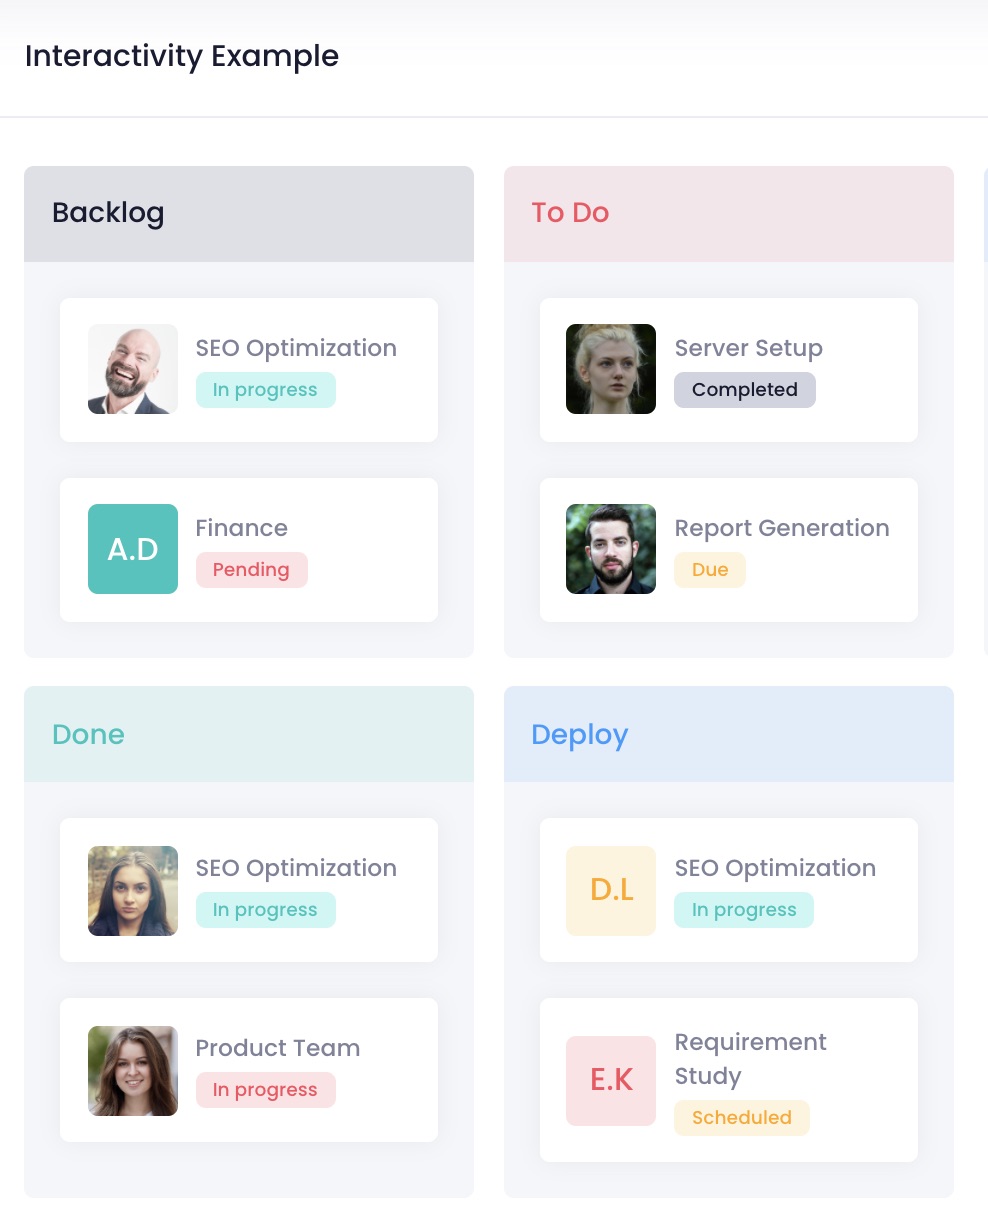 Interactivity Example
Backlog
SEO Optimization
In progress
A.D
Finance
Pending
To Do
Server Setup
Completed
Report Generation
Due
Done
SEO Optimization
In progress
Product Team
In progress
Deploy
D.L
SEO Optimization
In progress
E.K
Requirement
Study
Scheduled